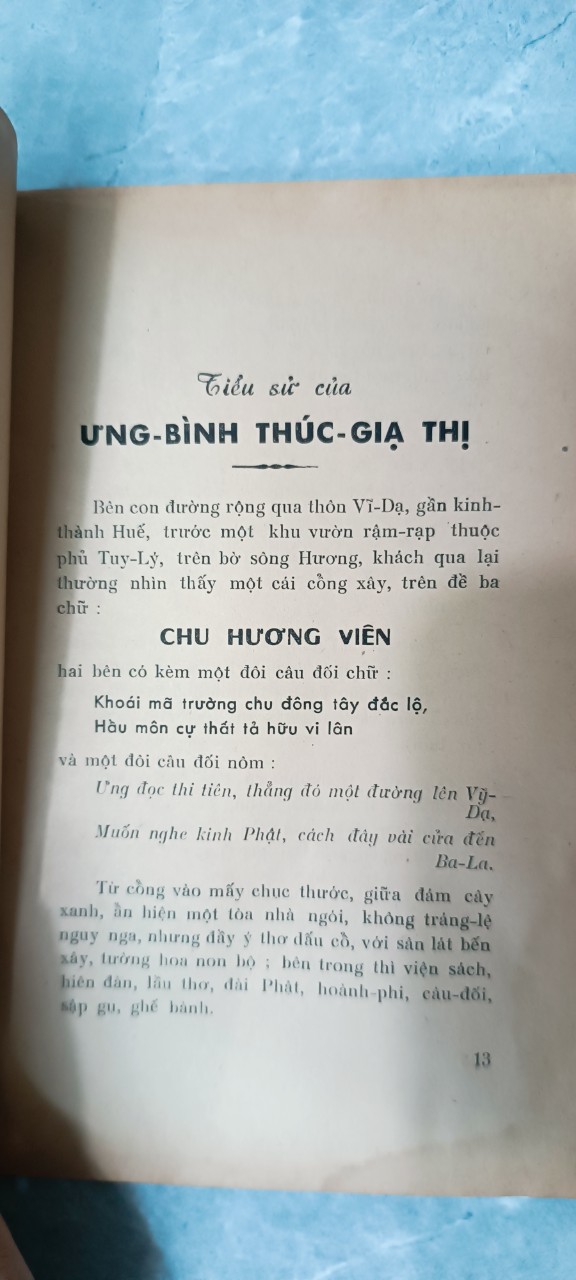 Tiểu sử của
ƯNG-BÌNH THÚC-GIẠ THỊ
Bên con đường rộng qua thôn Vĩ-Dạ, gần kinh-
thành Huế, trước một khu vườn rậm-rạp thuộc
phủ Tuy-Lý, trên bờ sông Hương, khách qua lại
thường nhìn thấy một cái cổng xây, trên đề ba
chữ :
CHU HƯƠNG VIÊN
hai bên có kèm một đôi câu đối chữ :
Khoái mã trường chu đông tây đắc lộ,
Hầu môn cự thất tả hữu vi lân
và một đôi câu đối nôm :
Ưng đọc thi tiên, thẳng đó một đường lên Vỹ-
Dạ,
Muốn nghe kinh Phật, cách đây vài cửa đến
Ba-La.
Từ cổng vào mấy chục thước, giữa đám cây
xanh, ẩn hiện một tòa nhà ngói, không tráng-lệ
nguy nga, nhưng đầy ý thơ dấu cổ, với sân lát bến
xây, tường hoa non bộ ; bên trong thì viện sách,
hiên đàn, lầu thơ, đài Phật, hoành-phi, câu-đối,
sập gụ, ghế bành.
13